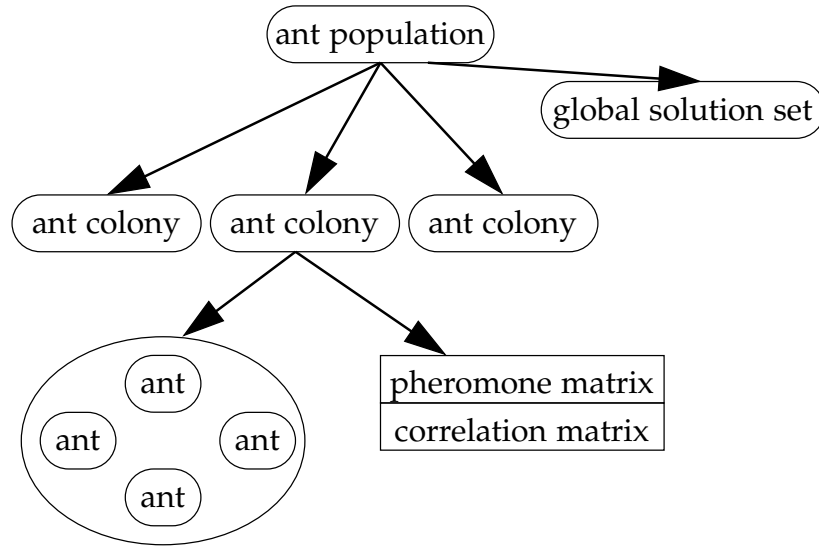 ant population
global solution set
ant colony
ant colony
ant colony
ant
ant
ant
ant
pheromone matrix
correlation matrix